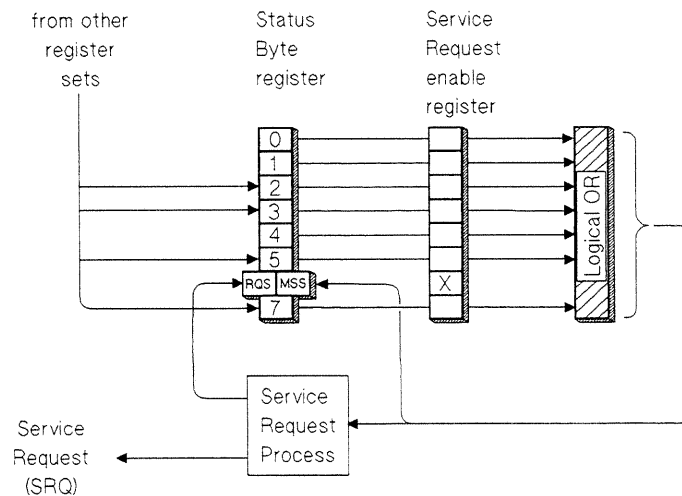 from other
register
sets
Status
Byte
register
Service
Request
enable
register
0
1
2
3
4
5
RQS MSS
7
X
Logical OR
Service
Request
Process
Service
Request
(SRQ)